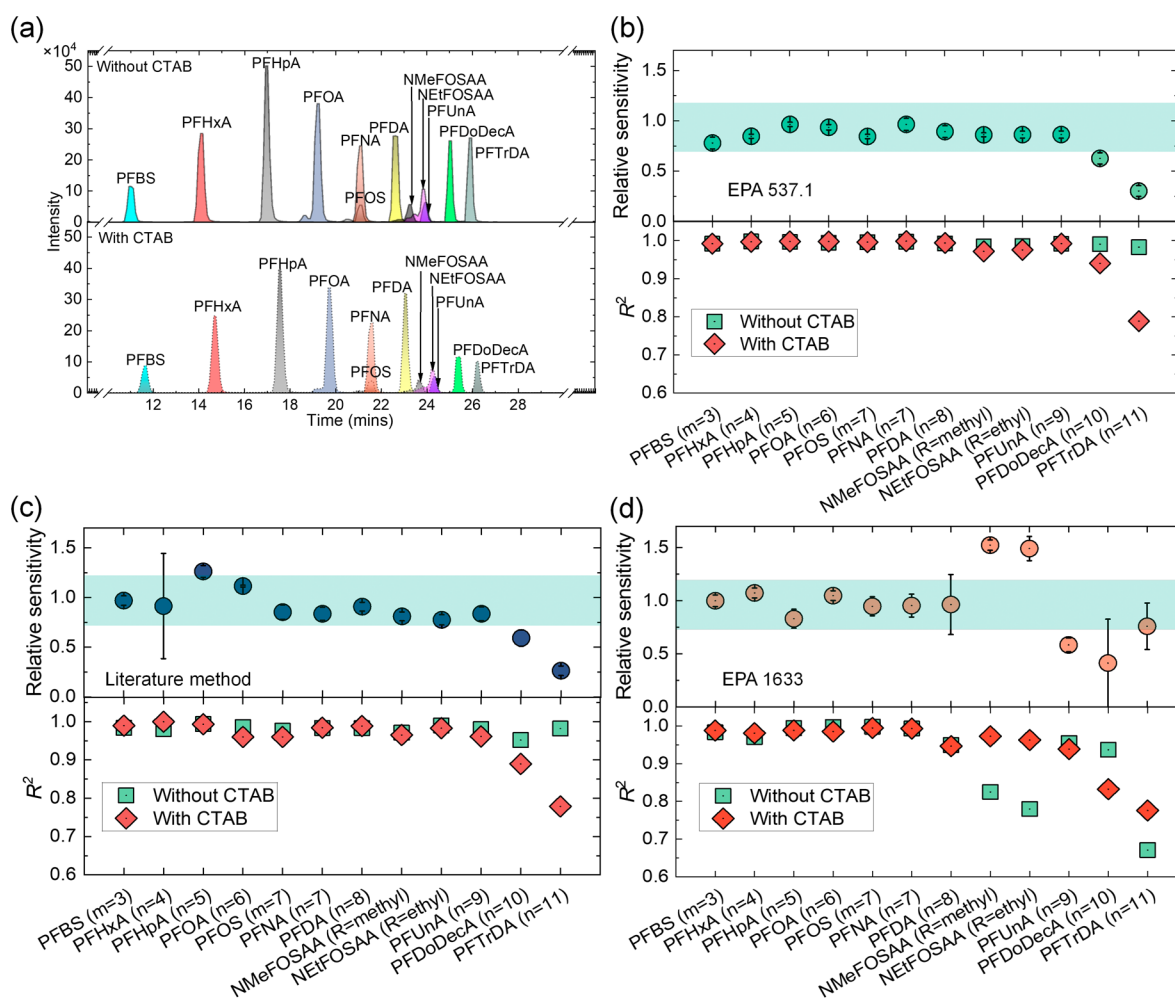 (a)
×10⁴
Without CTAB
50
40
30
20
10
0
PFBS
PFHxA
PFHpA
PFOA
PFNA
PFOS
PFDA
NMeFOSAA
NEtFOSAA
PFUnA
PFDoDecA
PFTrDA
Intensity
With CTAB
50
40
30
20
10
0
PFBS
PFHxA
PFHpA
PFOA
PFNA
PFOS
PFDA
NMeFOSAA
NEtFOSAA
PFUnA
PFDoDecA
PFTrDA
12 14 16 18 20 22 24 26 28
Time (mins)
(b)
Relative sensitivity
1.5
1.0
0.5
0.0
EPA 537.1
R²
1.0
0.9
0.8
0.7
0.6
Without CTAB
With CTAB
PFBS (m=3)
PFHxA (n=4)
PFHpA (n=5)
PFOA (n=6)
PFOS (m=7)
PFNA (n=7)
PFDA (n=8)
NMeFOSAA (R=methyl)
NEtFOSAA (R=ethyl)
PFUnA (n=9)
PFDoDecA (n=10)
PFTrDA (n=11)
(c)
Relative sensitivity
1.5
1.0
0.5
0.0
Literature method
R²
1.0
0.9
0.8
0.7
0.6
Without CTAB
With CTAB
PFBS (m=3)
PFHxA (n=4)
PFHpA (n=5)
PFOA (n=6)
PFOS (m=7)
PFNA (n=7)
PFDA (n=8)
NMeFOSAA (R=methyl)
NEtFOSAA (R=ethyl)
PFUnA (n=9)
PFDoDecA (n=10)
PFTrDA (n=11)
(d)
Relative sensitivity
1.5
1.0
0.5
0.0
EPA 1633
R²
1.0
0.9
0.8
0.7
0.6
Without CTAB
With CTAB
PFBS (m=3)
PFHxA (n=4)
PFHpA (n=5)
PFOA (n=6)
PFOS (m=7)
PFNA (n=7)
PFDA (n=8)
NMeFOSAA (R=methyl)
NEtFOSAA (R=ethyl)
PFUnA (n=9)
PFDoDecA (n=10)
PFTrDA (n=11)